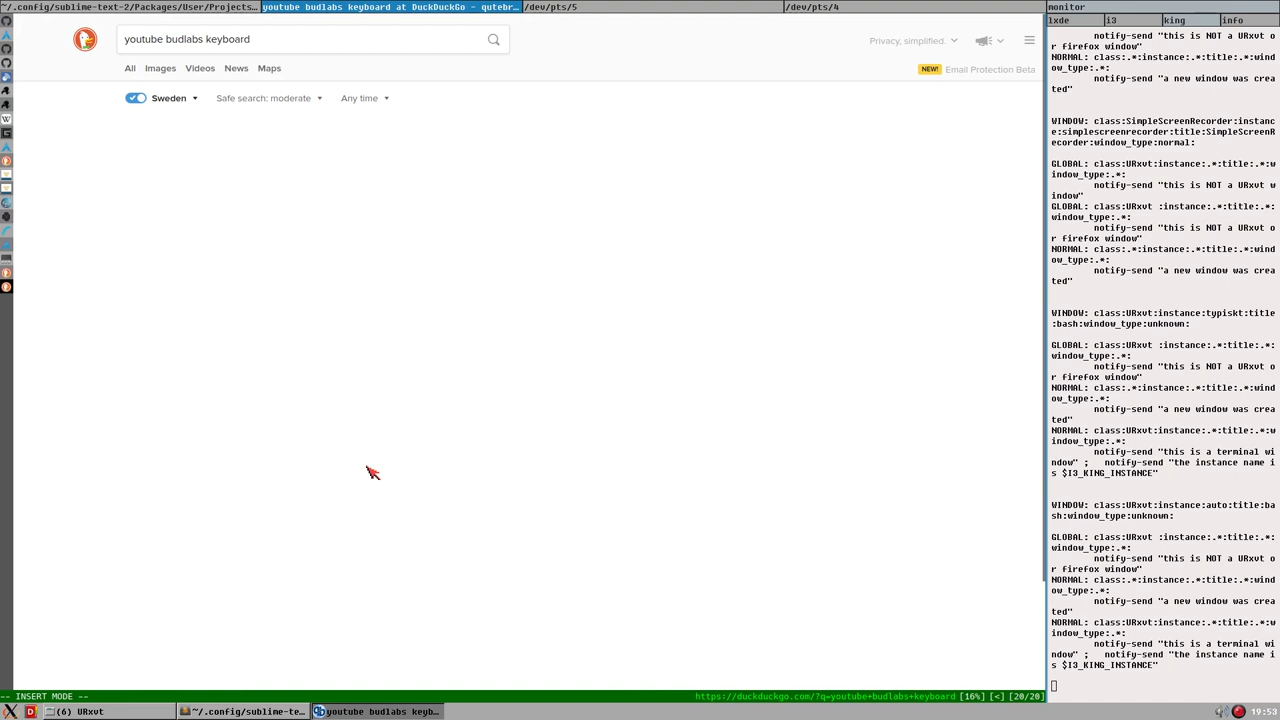 ~/.config/sublime-text-2/Packages/User/Projects...
youtube budlabs keyboard at DuckDuckGo - qutebr...
/dev/pts/5
/dev/pts/4
monitor
lxde
i3
king
info
youtube budlabs keyboard
Privacy, simplified.
All
Images
Videos
News
Maps
NEW!
Email Protection Beta
Sweden
Safe search: moderate
Any time
notify-send "this is NOT a URxvt o
r firefox window"
NORMAL: class:.*:instance:.*:title:.*:wind
ow_type:.*:
notify-send "a new window was crea
ted"
WINDOW: class:SimpleScreenRecorder:instanc
e:simplescreenrecorder:title:SimpleScreenR
ecorder:window_type:normal:
GLOBAL: class:URxvt:instance:.*:title:.*:w
indow_type:.*:
notify-send "this is NOT a URxvt w
indow"
GLOBAL: class:URxvt :instance:.*:title:.*:
window_type:.*:
notify-send "this is NOT a URxvt o
r firefox window"
NORMAL: class:.*:instance:.*:title:.*:wind
ow_type:.*:
notify-send "a new window was crea
ted"
WINDOW: class:URxvt:instance:typiskt:title
:bash:window_type:unknown:
GLOBAL: class:URxvt :instance:.*:title:.*:
window_type:.*:
notify-send "this is NOT a URxvt o
r firefox window"
NORMAL: class:.*:instance:.*:title:.*:wind
ow_type:.*:
notify-send "a new window was crea
ted"
NORMAL: class:URxvt:instance:.*:title:.*:w
indow_type:.*:
notify-send "this is a terminal wi
ndow" ;   notify-send "the instance name i
s $I3_KING_INSTANCE"
WINDOW: class:URxvt:instance:auto:title:ba
sh:window_type:unknown:
GLOBAL: class:URxvt :instance:.*:title:.*:
window_type:.*:
notify-send "this is NOT a URxvt o
r firefox window"
NORMAL: class:.*:instance:.*:title:.*:wind
ow_type:.*:
notify-send "a new window was crea
ted"
NORMAL: class:URxvt:instance:.*:title:.*:w
indow_type:.*:
notify-send "this is a terminal wi
ndow" ;   notify-send "the instance name i
s $I3_KING_INSTANCE"
-- INSERT MODE --
https://duckduckgo.com/?q=youtube+budlabs+keyboard [16%] [<] [20/20]
(6) URxvt
~/.config/sublime-te...
youtube budlabs keyb...
19:53